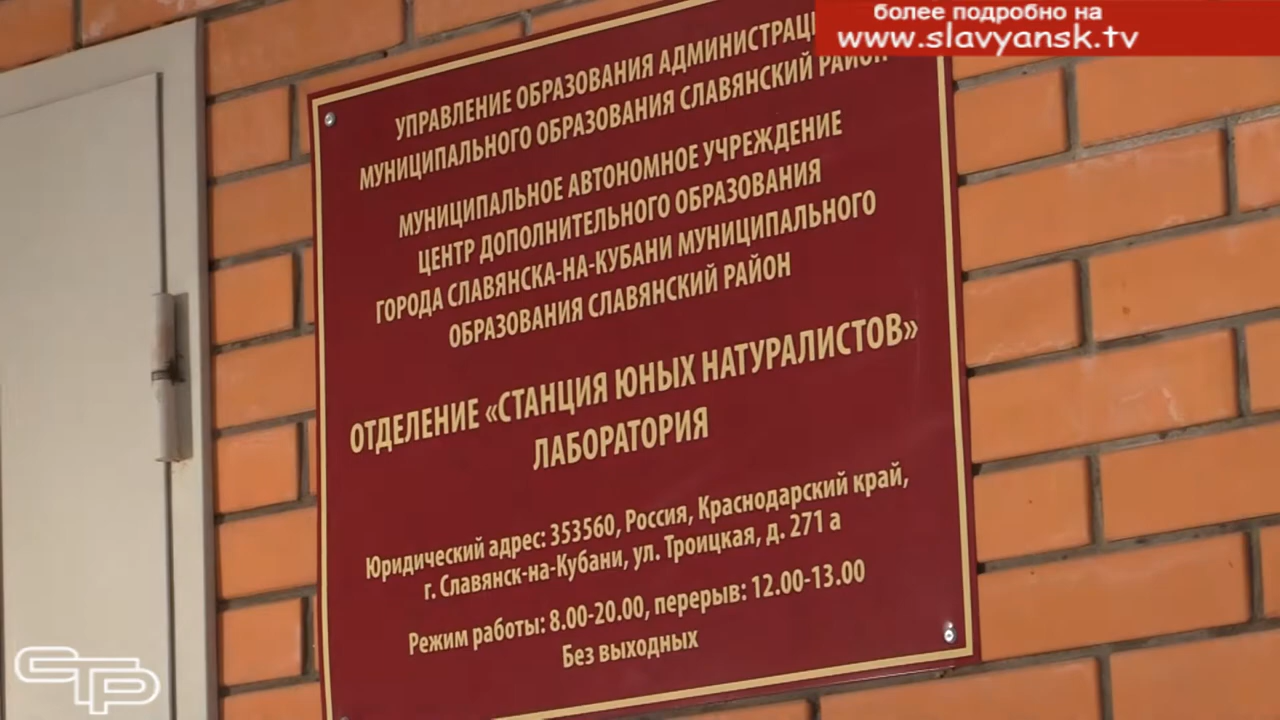 более подробно на
www.slavyansk.tv
УПРАВЛЕНИЕ ОБРАЗОВАНИЯ
МУНИЦИПАЛЬНОГО ОБРАЗОВАНИЯ СЛАВЯНСКИЙ РАЙОН
МУНИЦИПАЛЬНОЕ АВТОНОМНОЕ УЧРЕЖДЕНИЕ
ЦЕНТР ДОПОЛНИТЕЛЬНОГО ОБРАЗОВАНИЯ
ГОРОДА СЛАВЯНСКА-НА-КУБАНИ МУНИЦИПАЛЬНОГО
ОБРАЗОВАНИЯ СЛАВЯНСКИЙ РАЙОН
ОТДЕЛЕНИЕ «СТАНЦИЯ ЮНЫХ НАТУРАЛИСТОВ»
ЛАБОРАТОРИЯ
Юридический адрес: 353560, Россия, Краснодарский край,
г. Славянск-на-Кубани, ул. Троицкая, д. 271 а
Режим работы: 8.00-20.00, перерыв: 12.00-13.00
Без выходных
СТР